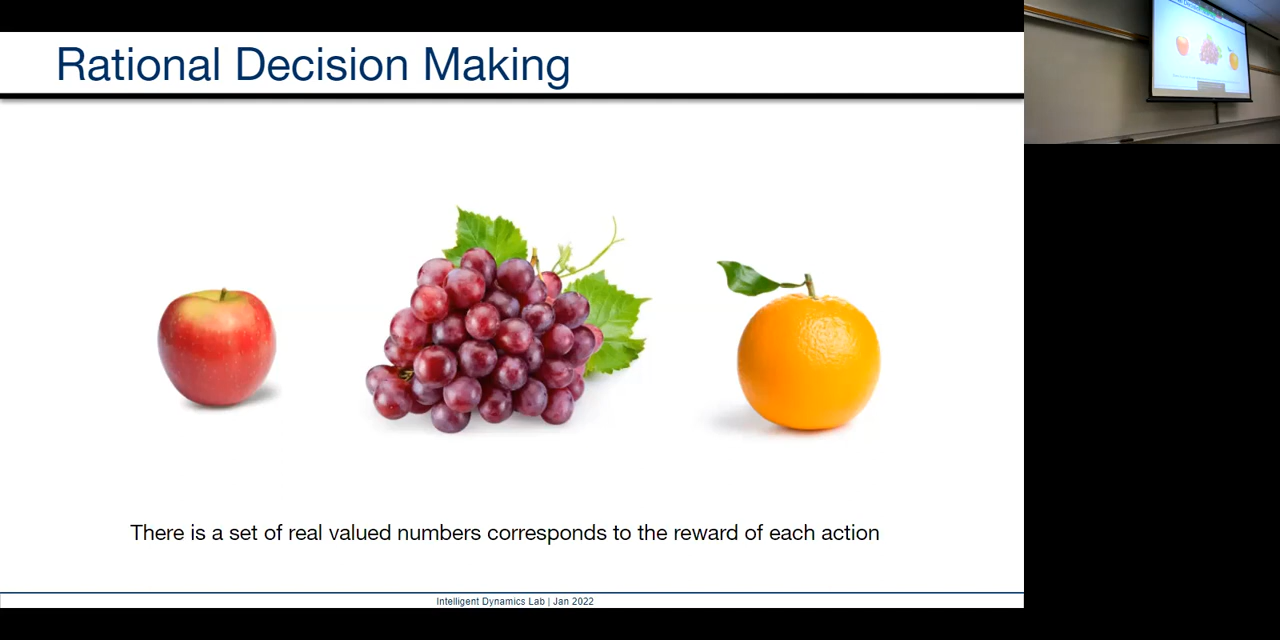 Rational Decision Making
There is a set of real valued numbers corresponds to the reward of each action
Intelligent Dynamics Lab | Jan 2022